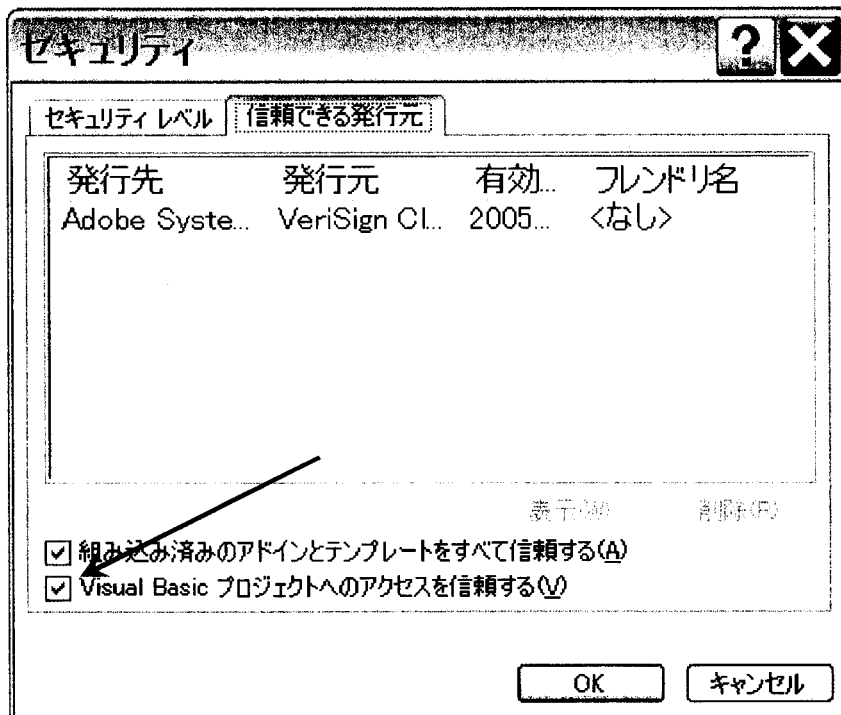 セキュリティ
セキュリティ レベル 信頼できる発行元
発行先 発行元 有効... フレンドリ名
Adobe Syste... VeriSign Cl... 2005... <なし>
表示(W) 削除(R)
組み込み済みのアドインとテンプレートをすべて信頼する(A)
Visual Basic プロジェクトへのアクセスを信頼する(V)
OK キャンセル